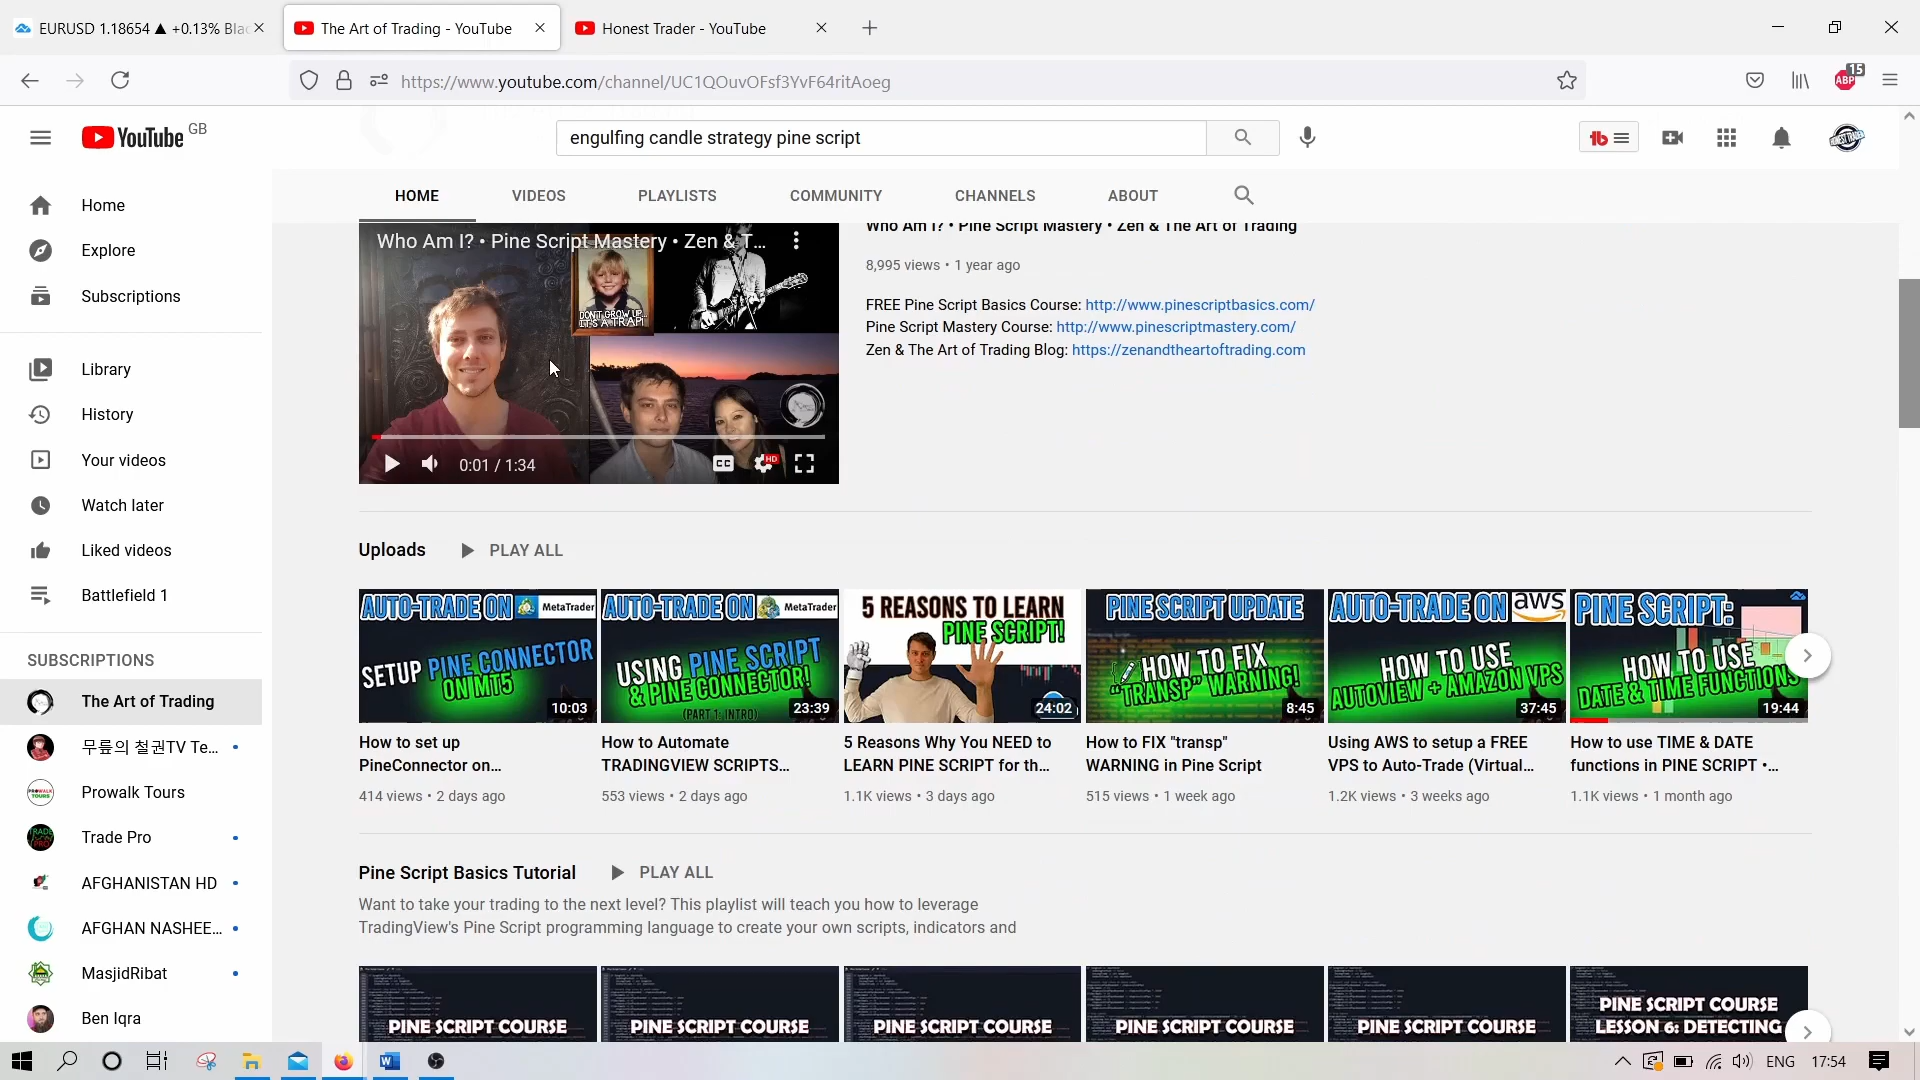 EURUSD 1.18654 ▲ +0.13% Bla
The Art of Trading - YouTube
Honest Trader - YouTube
https://www.youtube.com/channel/UC1QOuvOFsf3YvF64ritAoeg
ABP
15
YouTube GB
engulfing candle strategy pine script
HOME VIDEOS PLAYLISTS COMMUNITY CHANNELS ABOUT
Home
Explore
Subscriptions
Library
History
Your videos
Watch later
Liked videos
Battlefield 1
SUBSCRIPTIONS
The Art of Trading
무릎의 철권TV Te...
Prowalk Tours
Trade Pro
AFGHANISTAN HD
AFGHAN NASHEE...
MasjidRibat
Ben Iqra
Who Am I? • Pine Script Mastery • Zen & T...
DON'T GROW UP..
IT'S A TRAP!
0:01 / 1:34
CC
HD
Who Am I? • Pine Script Mastery • Zen & The Art of Trading
8,995 views • 1 year ago
FREE Pine Script Basics Course: http://www.pinescriptbasics.com/
Pine Script Mastery Course: http://www.pinescriptmastery.com/
Zen & The Art of Trading Blog: https://zenandtheartoftrading.com
Uploads PLAY ALL
AUTO-TRADE ON MetaTrader
SETUP PINE CONNECTOR
ON MT5
10:03
How to set up
PineConnector on...
414 views • 2 days ago
AUTO-TRADE ON MetaTrader
USING PINE SCRIPT
& PINE CONNECTOR!
(PART 1: INTRO)
23:39
How to Automate
TRADINGVIEW SCRIPTS...
553 views • 2 days ago
5 REASONS TO LEARN
PINE SCRIPT!
24:02
5 Reasons Why You NEED to
LEARN PINE SCRIPT for th...
1.1K views • 3 days ago
PINE SCRIPT UPDATE
HOW TO FIX
"TRANSP" WARNING!
8:45
How to FIX "transp"
WARNING in Pine Script
515 views • 1 week ago
AUTO-TRADE ON aws
HOW TO USE
AUTOVIEW + AMAZON VPS
37:45
Using AWS to setup a FREE
VPS to Auto-Trade (Virtual...
1.2K views • 3 weeks ago
PINE SCRIPT:
HOW TO USE
DATE & TIME FUNCTIONS
19:44
How to use TIME & DATE
functions in PINE SCRIPT •...
1.1K views • 1 month ago
Pine Script Basics Tutorial PLAY ALL
Want to take your trading to the next level? This playlist will teach you how to leverage
TradingView's Pine Script programming language to create your own scripts, indicators and
PINE SCRIPT COURSE
PINE SCRIPT COURSE
PINE SCRIPT COURSE
PINE SCRIPT COURSE
PINE SCRIPT COURSE
PINE SCRIPT COURSE
LESSON 6: DETECTING
ENG 17:54